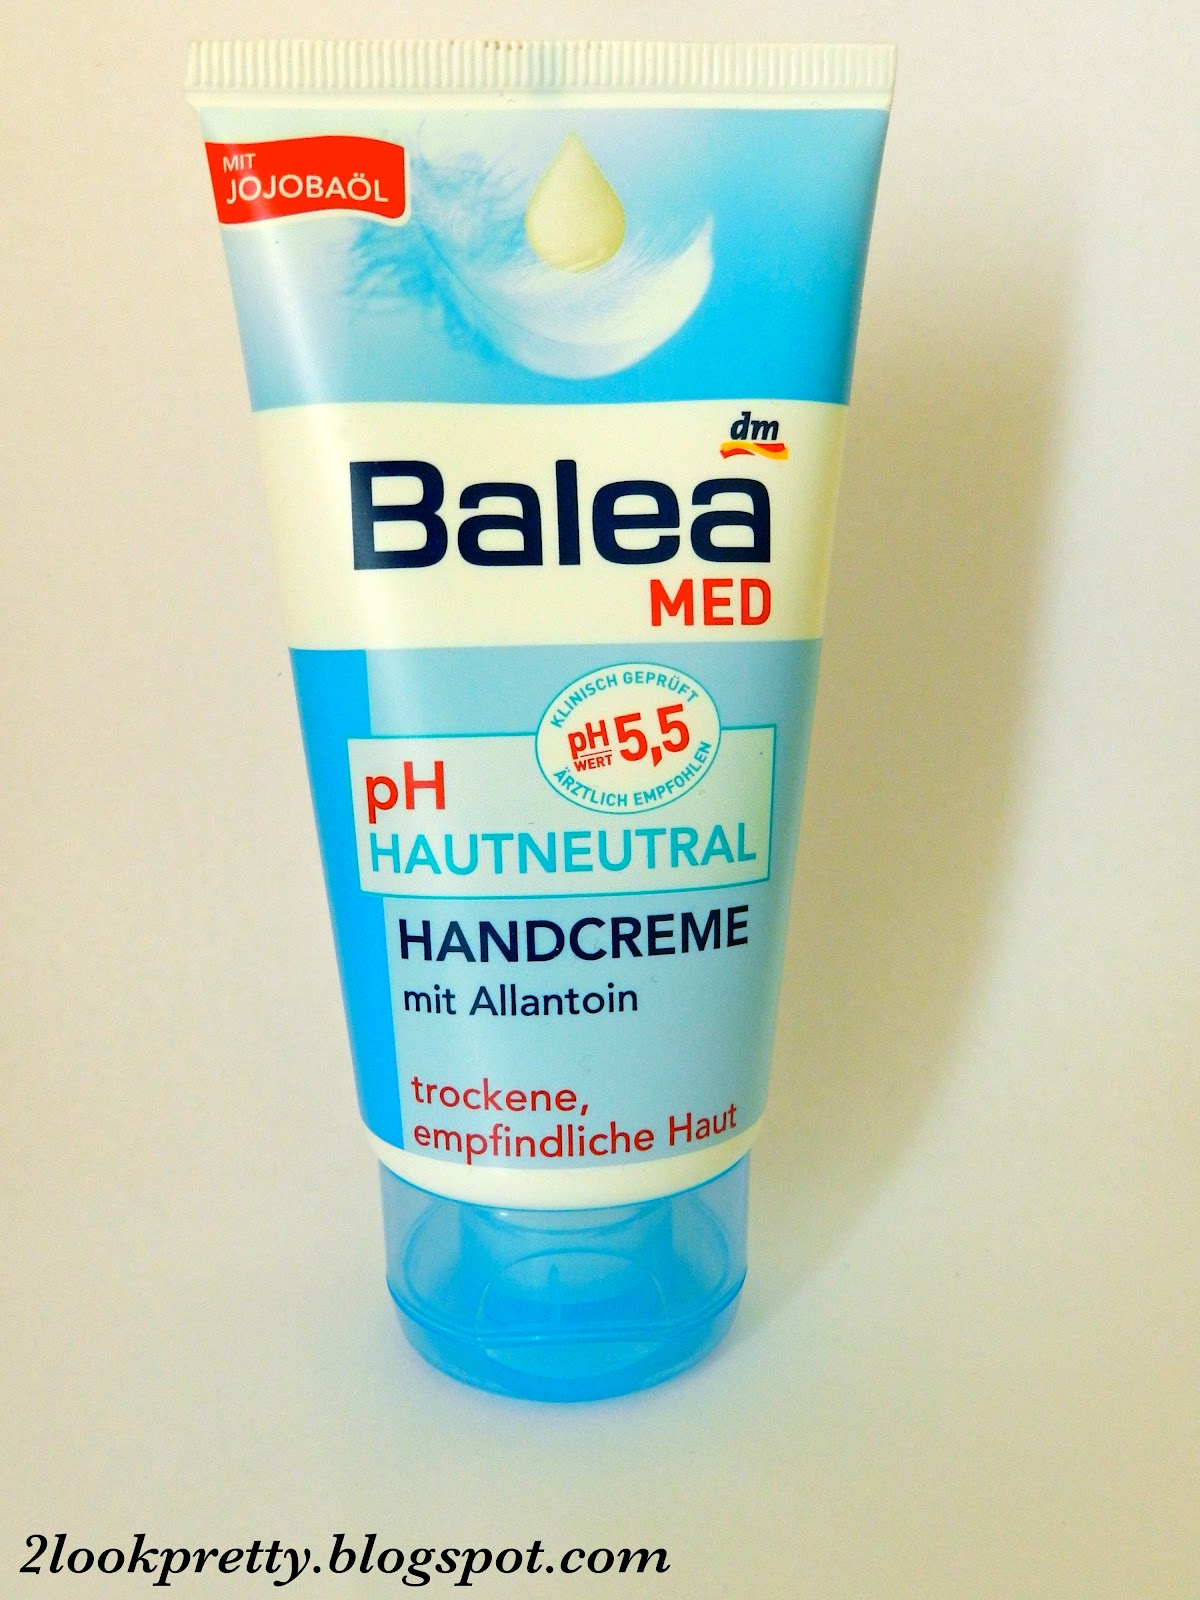 MIT
JOJOBAÖL
dm
Balea
MED
KLINISCH GEPRÜFT
pH
WERT
5,5
ÄRZTLICH EMPFOHLEN
pH
HAUTNEUTRAL
HANDCREME
mit Allantoin
trockene,
empfindliche Haut
2lookpretty.blogspot.com